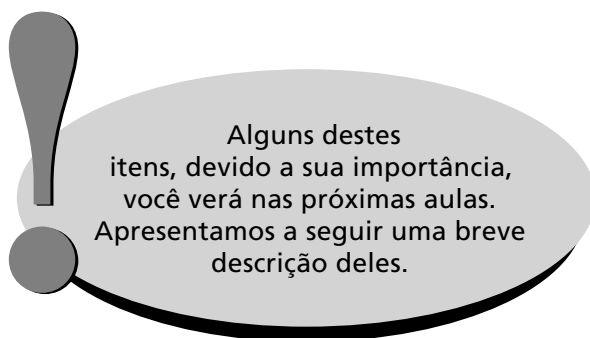 Alguns destes
itens, devido a sua importância,
você verá nas próximas aulas.
Apresentamos a seguir uma breve
descrição deles.